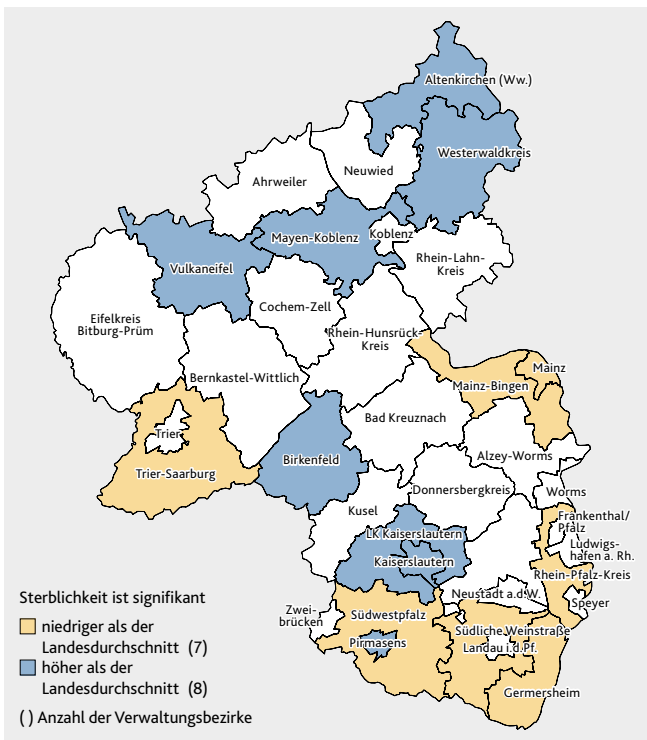 Altenkirchen (Ww.)
Westerwaldkreis
Neuwied
Ahrweiler
Koblenz
Mayen-Koblenz
Rhein-Lahn-
Kreis
Vulkaneifel
Cochem-Zell
Eifelkreis
Bitburg-Prüm
Rhein-Hunsrück-
Kreis
Mainz
Bernkastel-Wittlich
Mainz-Bingen
Bad Kreuznach
Trier
Alzey-Worms
Birkenfeld
Trier-Saarburg
Donnersbergkreis
Worms
Kusel
Frankenthal/
Pfalz
LK Kaiserslautern
Ludwigs-
hafen a. Rh.
Kaiserslautern
Rhein-Pfalz-Kreis
Neustadt a.d.W.
Speyer
Zwei-
brücken
Südwestpfalz
Südliche Weinstraße
Pirmasens
Landau i.d.Pf.
Germersheim
Sterblichkeit ist signifikant
niedriger als der
Landesdurchschnitt (7)
höher als der
Landesdurchschnitt (8)
( ) Anzahl der Verwaltungsbezirke